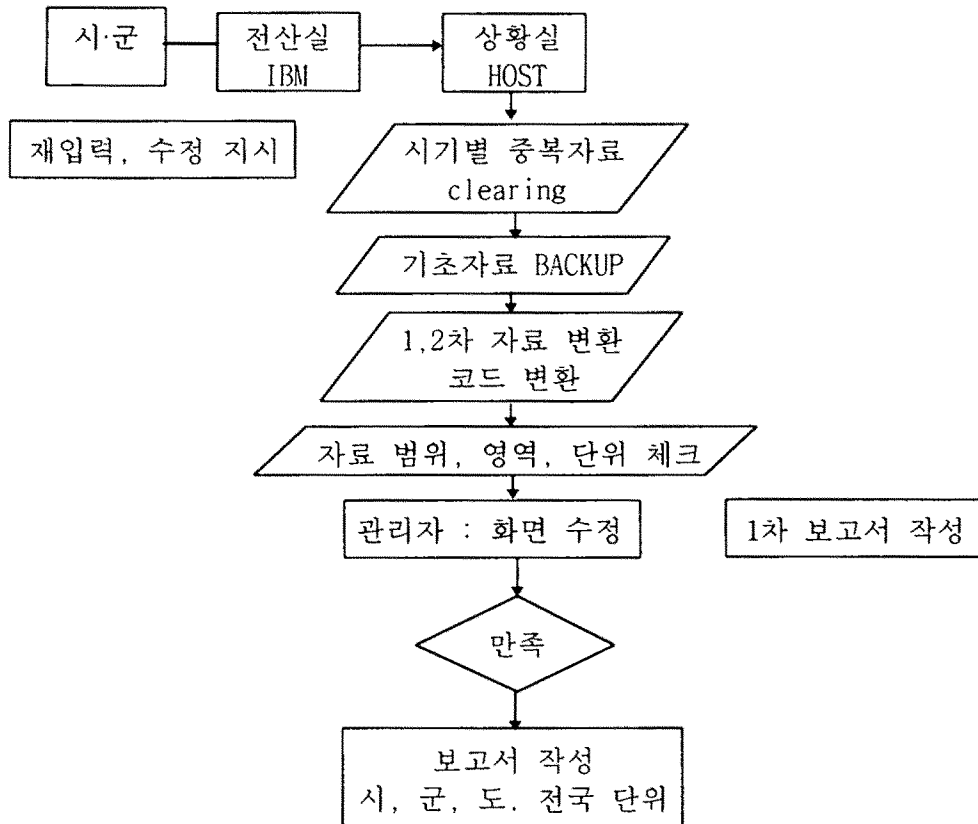 시·군
전산실
IBM
상황실
HOST
재입력, 수정 지시
시기별 중복자료
clearing
기초자료 BACKUP
1,2차 자료 변환
코드 변환
자료 범위, 영역, 단위 체크
관리자 : 화면 수정
1차 보고서 작성
만족
보고서 작성
시, 군, 도. 전국 단위